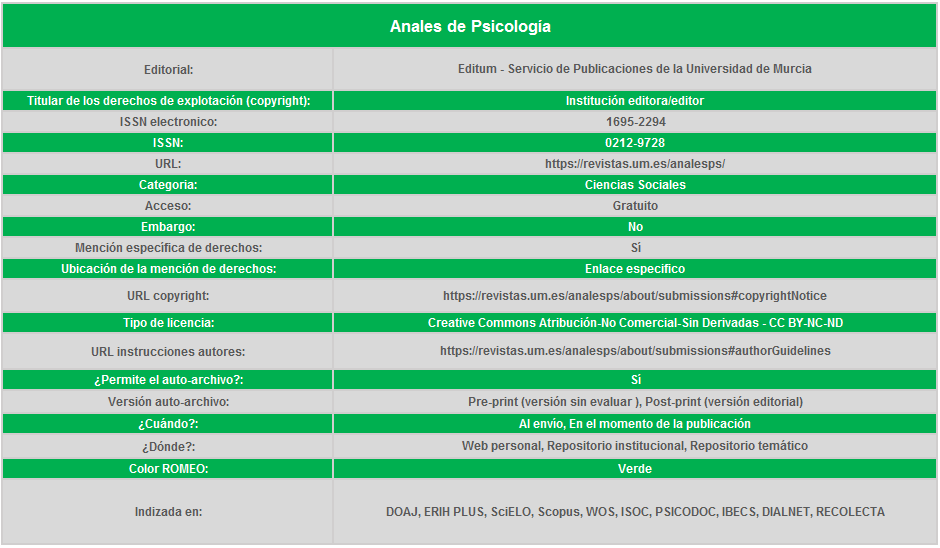 Anales de Psicología
Editorial: Editum - Servicio de Publicaciones de la Universidad de Murcia
Titular de los derechos de explotación (copyright): Institución editora/editor
ISSN electronico: 1695-2294
ISSN: 0212-9728
URL: https://revistas.um.es/analesps/
Categoria: Ciencias Sociales
Acceso: Gratuito
Embargo: No
Mención específica de derechos: Sì
Ubicación de la mención de derechos: Enlace especifico
URL copyright: https://revistas.um.es/analesps/about/submissions#copyrightNotice
Tipo de licencia: Creative Commons Atribución-No Comercial-Sin Derivadas - CC BY-NC-ND
URL instrucciones autores: https://revistas.um.es/analesps/about/submissions#authorGuidelines
¿Permite el auto-archivo?: Sì
Versión auto-archivo: Pre-print (versión sin evaluar ), Post-print (versión editorial)
¿Cuándo?: Al envío, En el momento de la publicación
¿Dónde?: Web personal, Repositorio institucional, Repositorio temático
Color ROMEO: Verde
Indizada en: DOAJ, ERIH PLUS, SciELO, Scopus, WOS, ISOC, PSICODOC, IBECS, DIALNET, RECOLECTA